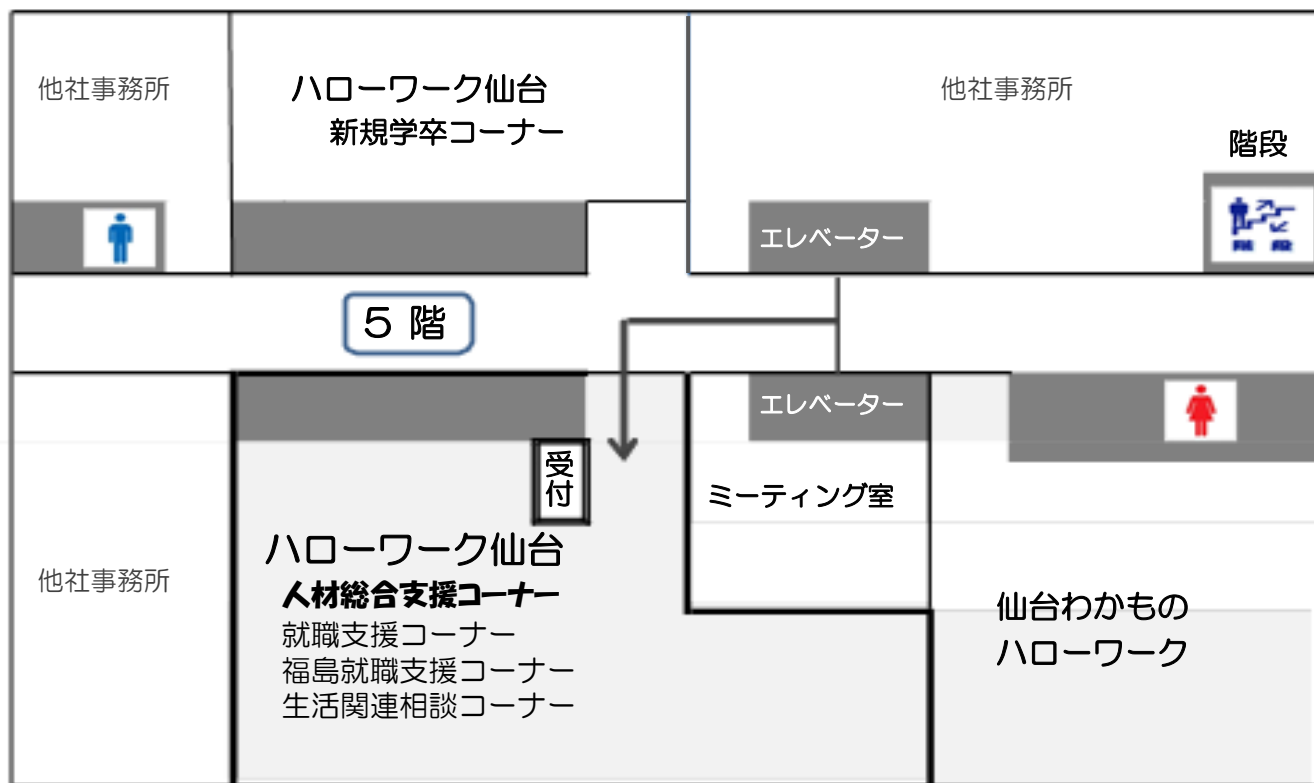 他社事務所
ハローワーク仙台
新規学卒コーナー
他社事務所
階段
エレベーター
5 階
エレベーター
受付
ミーティング室
ハローワーク仙台
人材総合支援コーナー
就職支援コーナー
福島就職支援コーナー
生活関連相談コーナー
他社事務所
仙台わかもの
ハローワーク